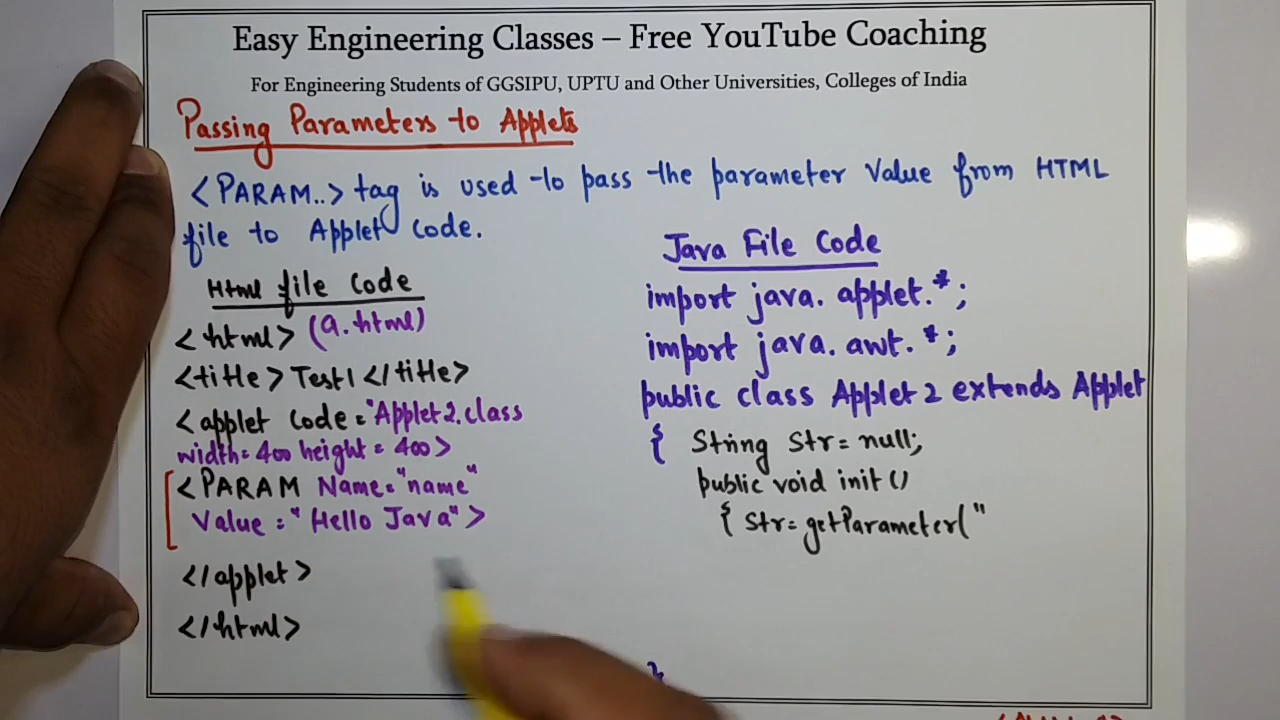 Easy Engineering Classes – Free YouTube Coaching
For Engineering Students of GGSIPU, UPTU and Other Universities, Colleges of India
Passing Parameters to Applets
<PARAM..> tag is used to pass the parameter value from HTML
file to Applet code.
Html file Code
<html> (a.html)
<title> Test1 </title>
<applet Code="Applet2.class
width=400 height=400>
<PARAM Name="name"
Value="Hello Java">
</applet>
</html>
Java File Code
import java.applet.*;
import java.awt.*;
public class Applet2 extends Applet
{ String Str=null;
public void init()
{ Str=getParameter("
}